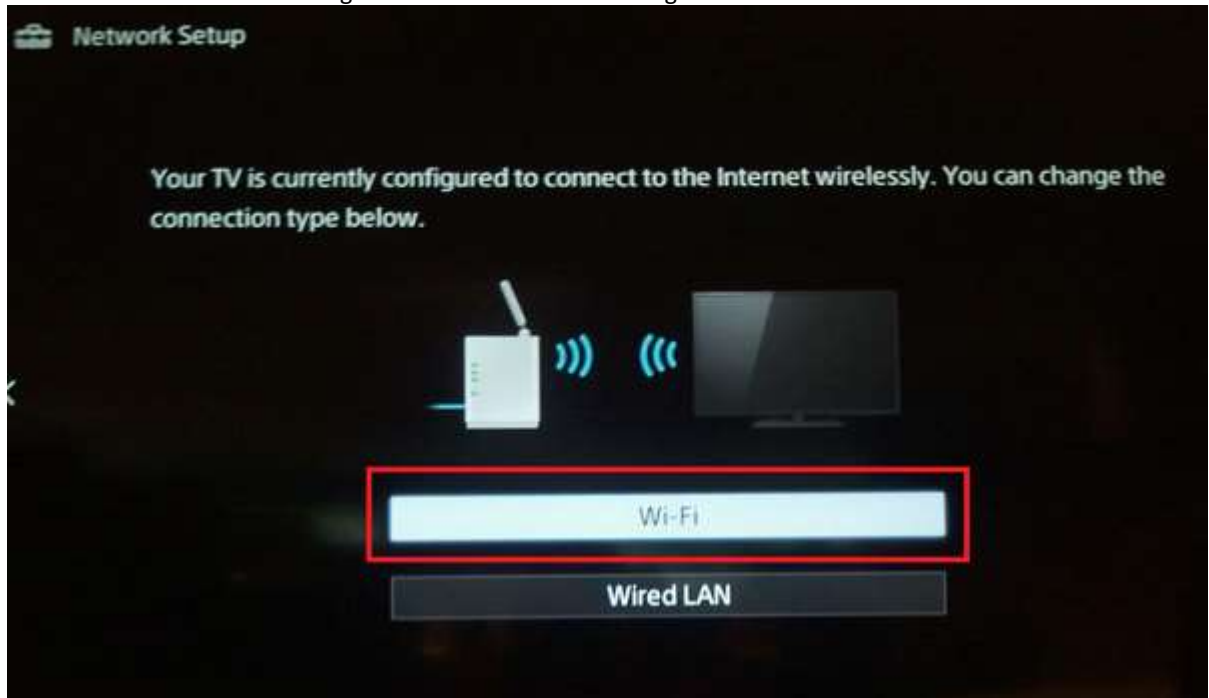 Network Setup
Your TV is currently configured to connect to the Internet wirelessly. You can change the
connection type below.
Wi-Fi
Wired LAN